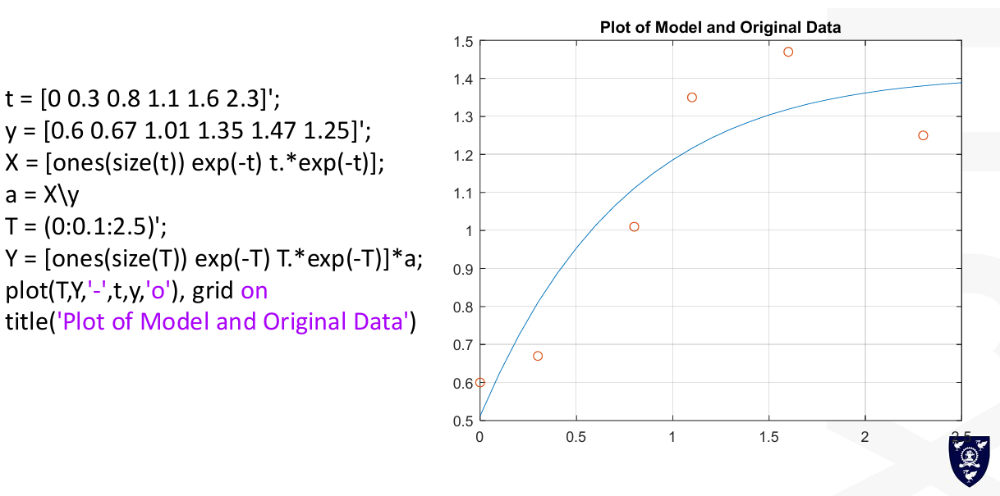 t = [0 0.3 0.8 1.1 1.6 2.3]';
y = [0.6 0.67 1.01 1.35 1.47 1.25]';
X = [ones(size(t)) exp(-t) t.*exp(-t)];
a = X\y
T = (0:0.1:2.5)';
Y = [ones(size(T)) exp(-T) T.*exp(-T)]*a;
plot(T,Y,'-',t,y,'o'), grid on
title('Plot of Model and Original Data')
Plot of Model and Original Data
1.5
1.4
1.3
1.2
1.1
1
0.9
0.8
0.7
0.6
0.5
0 0.5 1 1.5 2 2.5